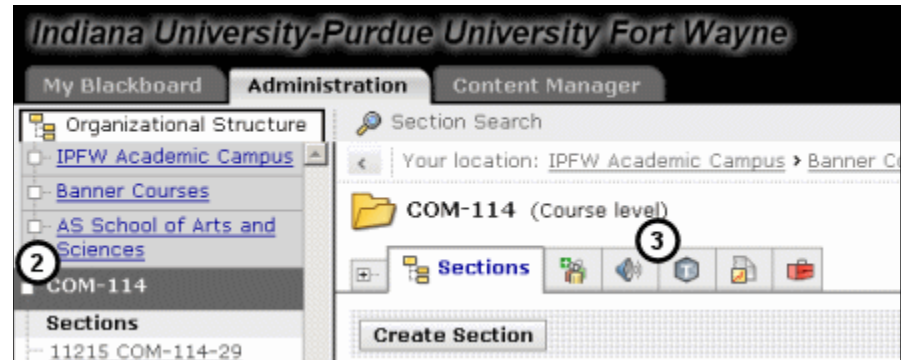 Indiana University-Purdue University Fort Wayne
My Blackboard Administration Content Manager
Organizational Structure
IPFW Academic Campus
Banner Courses
AS School of Arts and
Sciences
2
COM-114
Sections
11215 COM-114-29
Section Search
Your location: IPFW Academic Campus > Banner
COM-114 (Course level)
3
Sections
Create Section